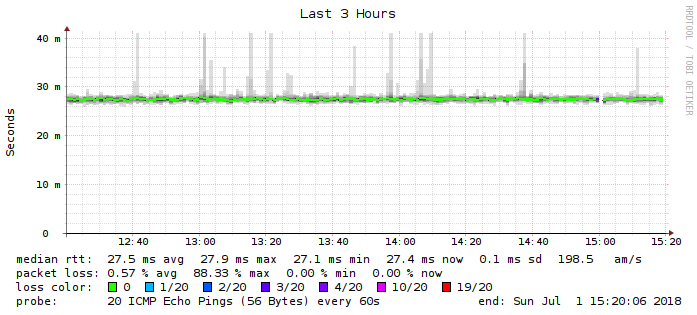 Last 3 Hours
RRDTOOL / TOBI OETIKER
Seconds
40 m
30 m
20 m
10 m
0
12:40 13:00 13:20 13:40 14:00 14:20 14:40 15:00 15:20
median rtt: 27.5 ms avg 27.9 ms max 27.1 ms min 27.4 ms now 0.1 ms sd 198.5 am/s
packet loss: 0.57 % avg 88.33 % max 0.00 % min 0.00 % now
loss color: 0 1/20 2/20 3/20 4/20 10/20 19/20
probe: 20 ICMP Echo Pings (56 Bytes) every 60s end: Sun Jul 1 15:20:06 2018